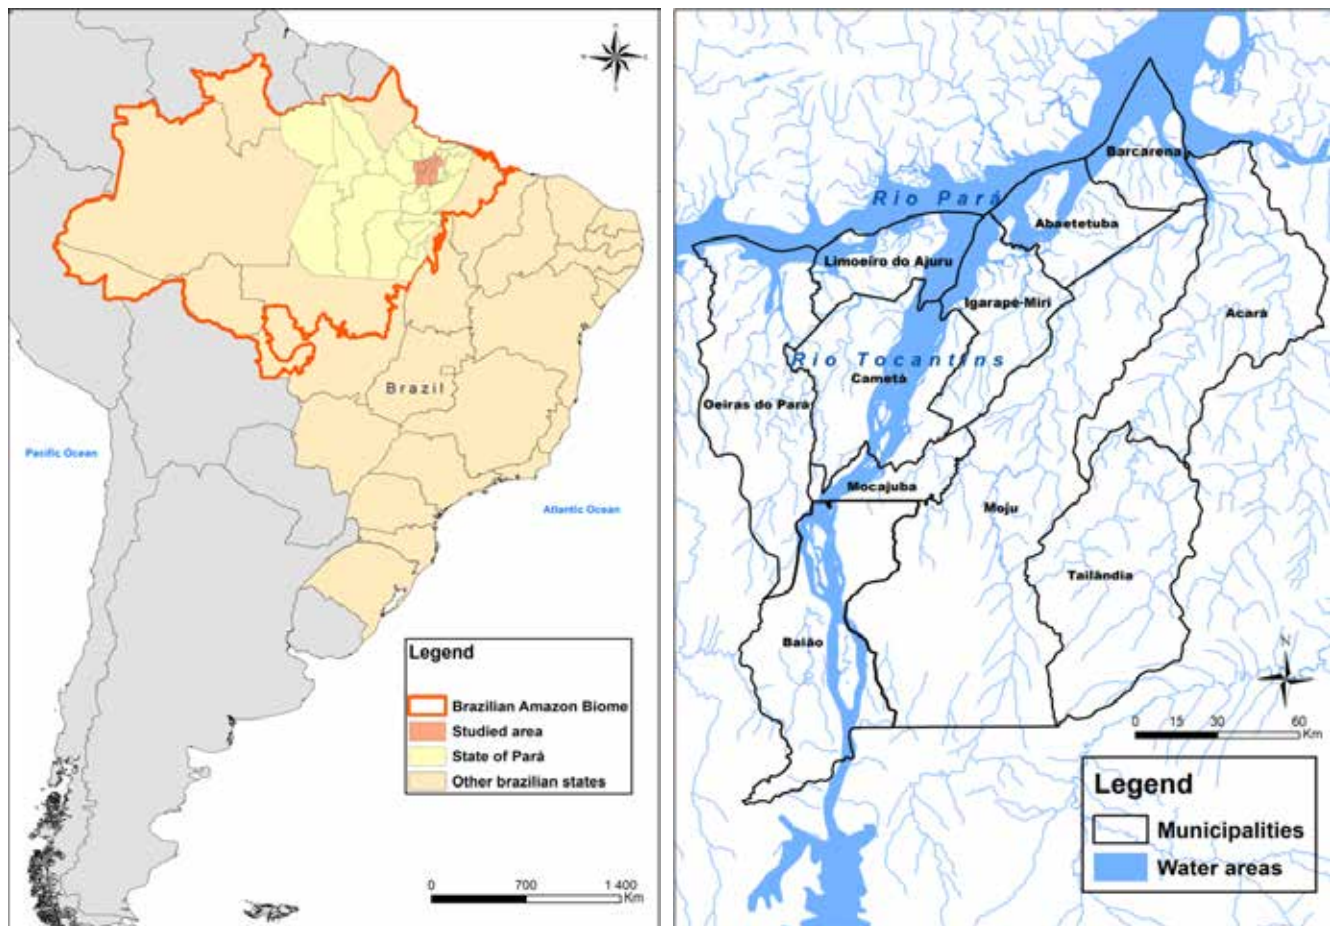 Brazil
Pacific Ocean
Atlantic Ocean
Legend
Brazilian Amazon Biome
Studied area
State of Pará
Other brazilian states
0 700 1 400
Km
Barcarena
Rio Pará
Abaetetuba
Limoeiro do Ajuru
Igarapé-Miri
Acará
Rio Tocantins
Cametá
Oeiras do Pará
Mocajuba
Moju
Tailândia
Baião
N
0 15 30 60
Km
Legend
Municipalities
Water areas